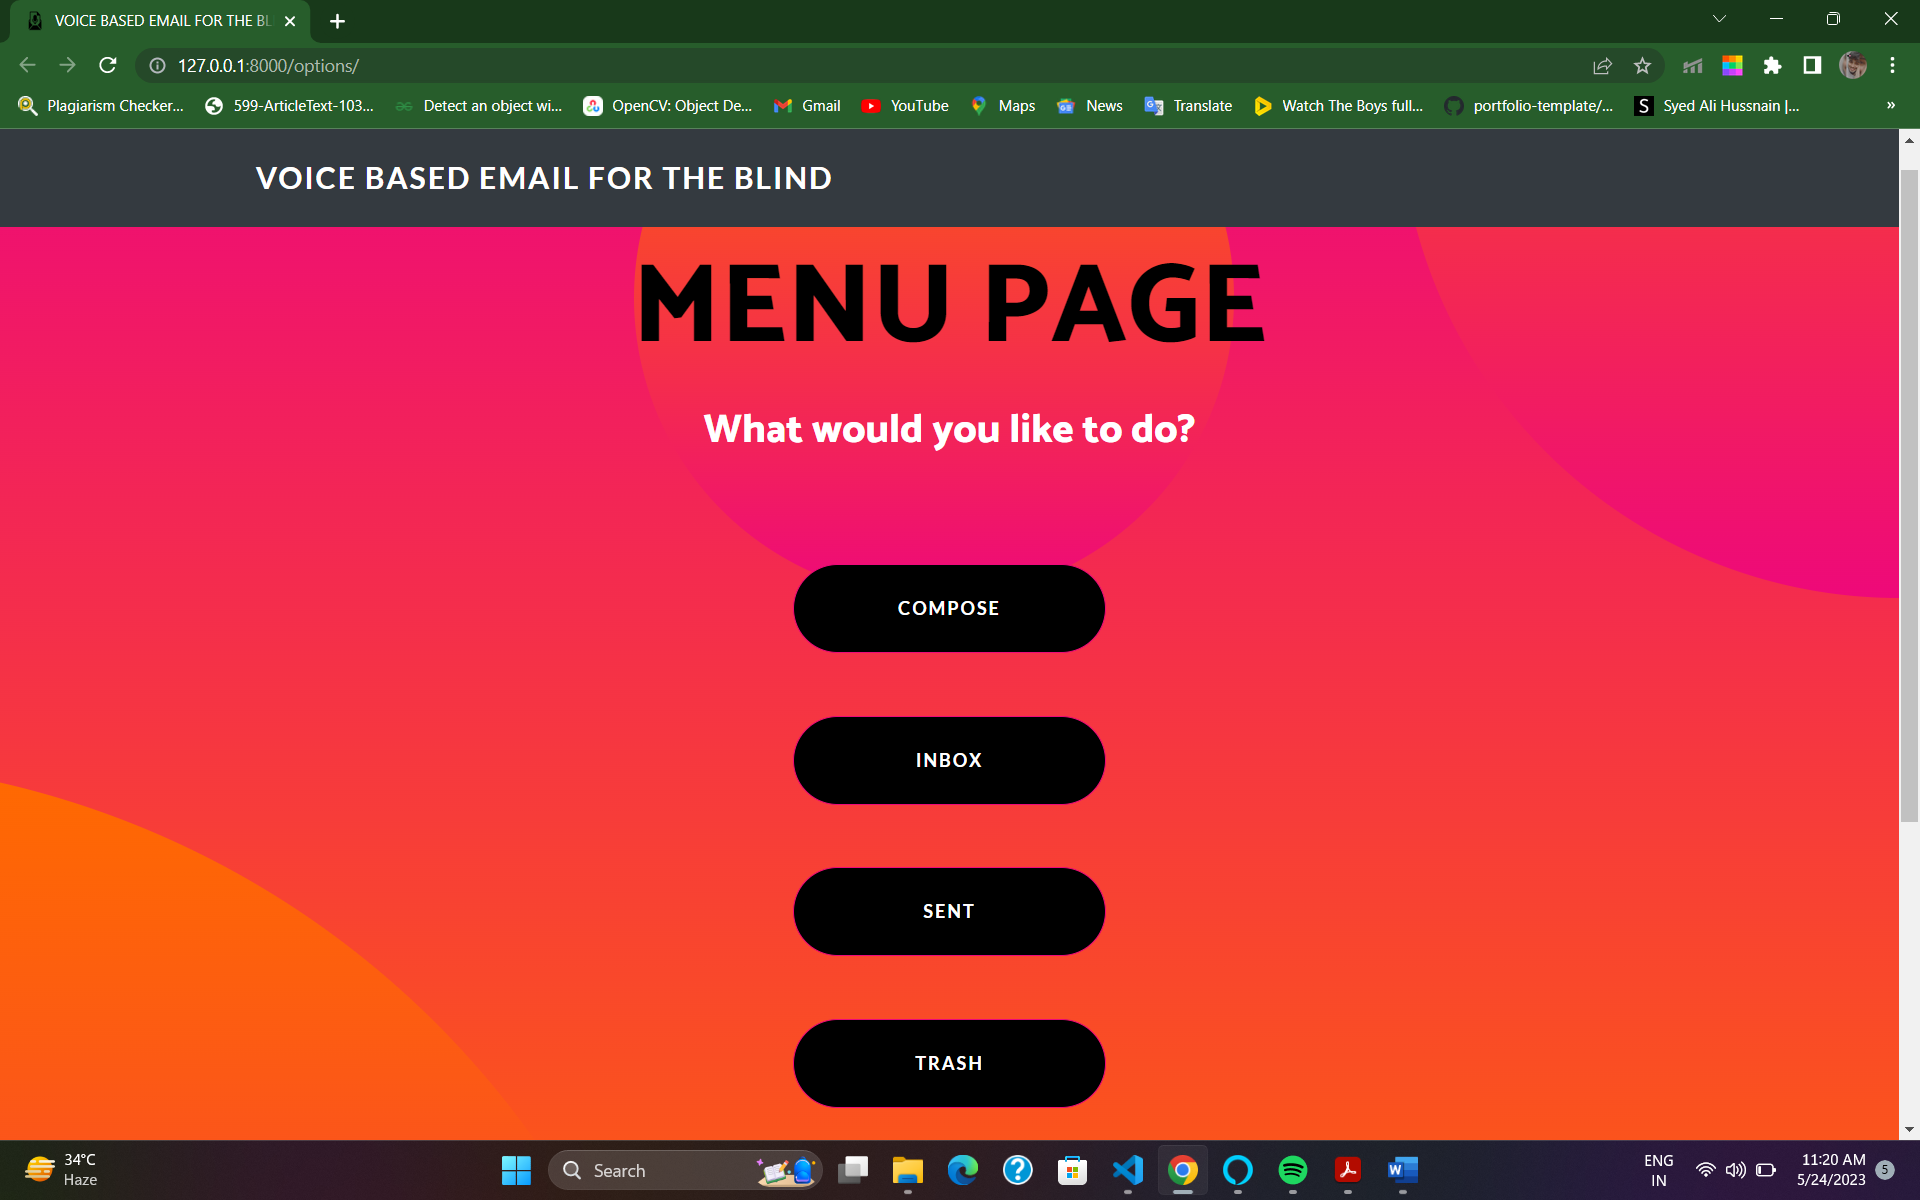 VOICE BASED EMAIL FOR THE BL
127.0.0.1:8000/options/
Plagiarism Checker...
599-ArticleText-103...
Detect an object wi...
OpenCV: Object De...
Gmail
YouTube
Maps
News
Translate
Watch The Boys full...
portfolio-template/...
S
Syed Ali Hussnain |...
»
VOICE BASED EMAIL FOR THE BLIND
MENU PAGE
What would you like to do?
COMPOSE
INBOX
SENT
TRASH
34°C
Haze
Search
ENG
IN
11:20 AM
5/24/2023
5